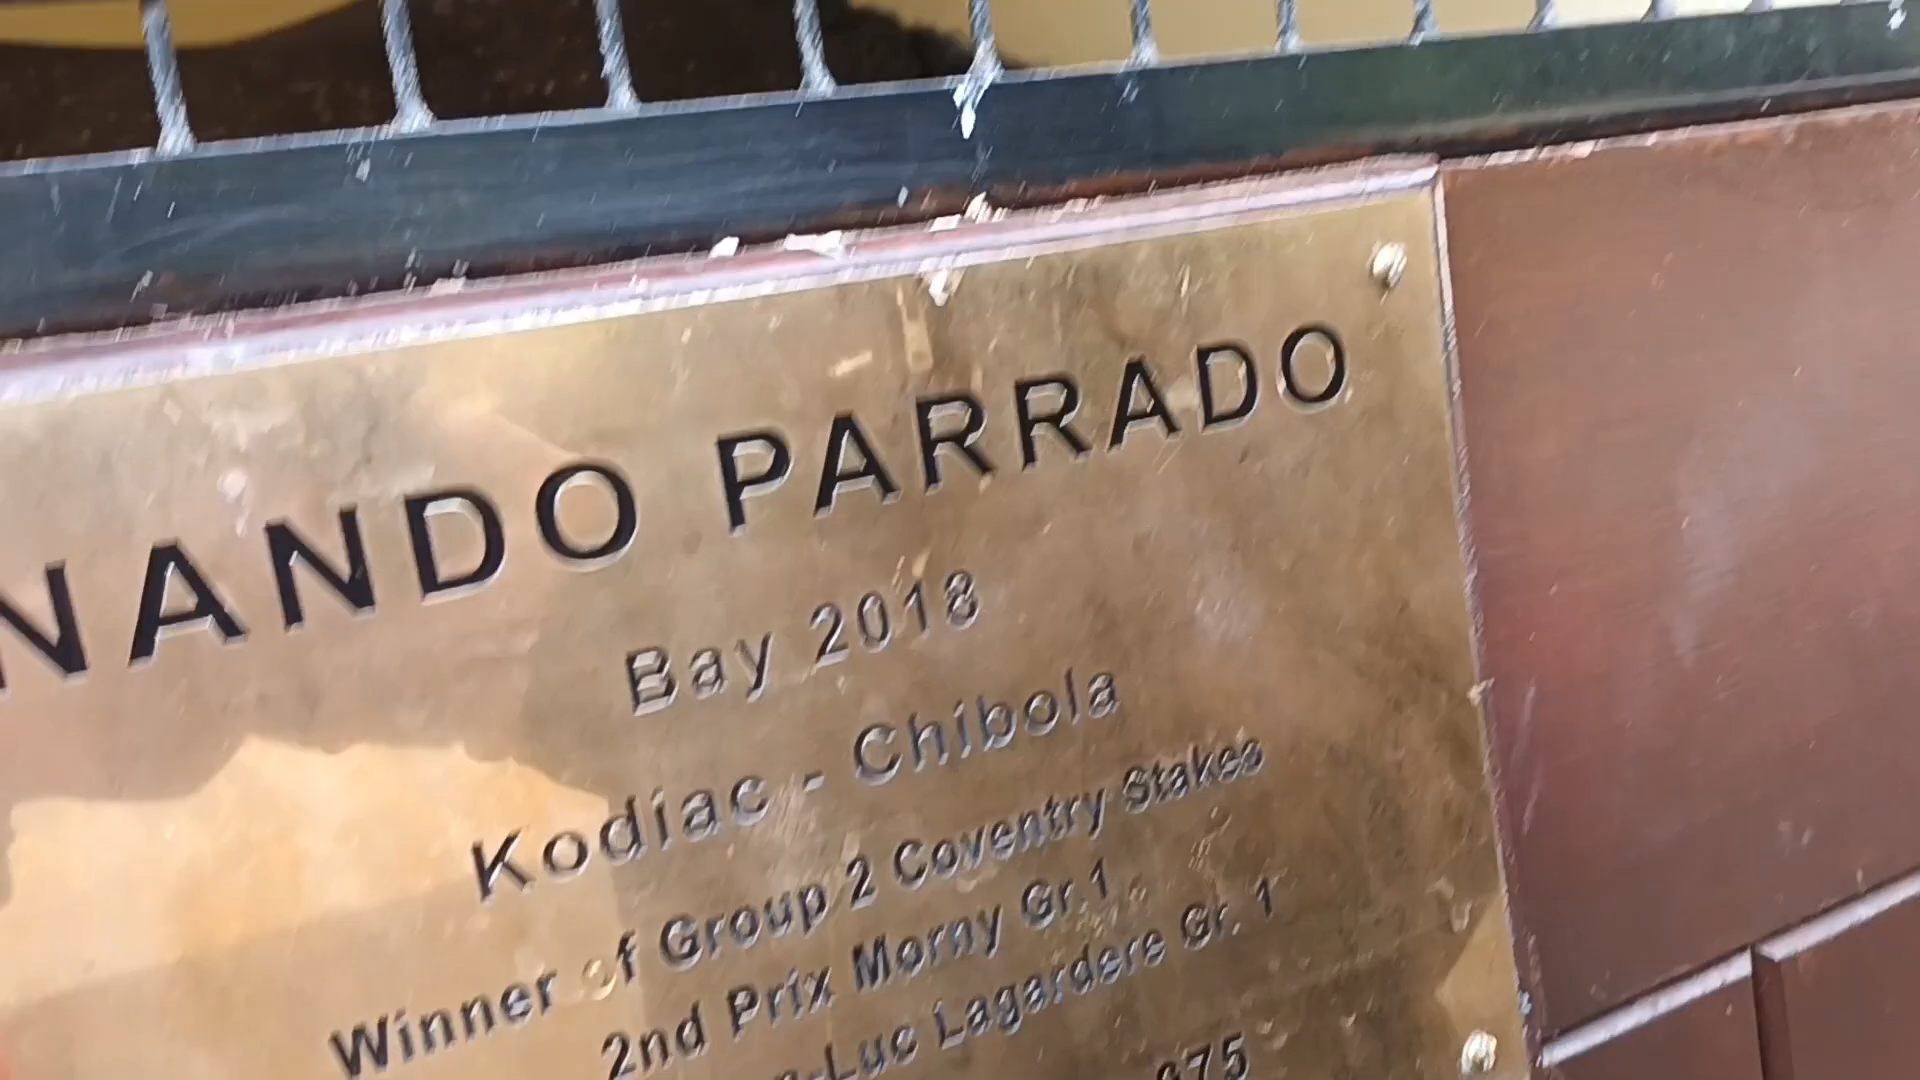 NANDO PARRADO
Bay 2018
Kodiac - Chibola
Winner of Group 2 Coventry Stakes
2nd Prix Morny Gr.1
-Luc Lagardere Gr. 1
975